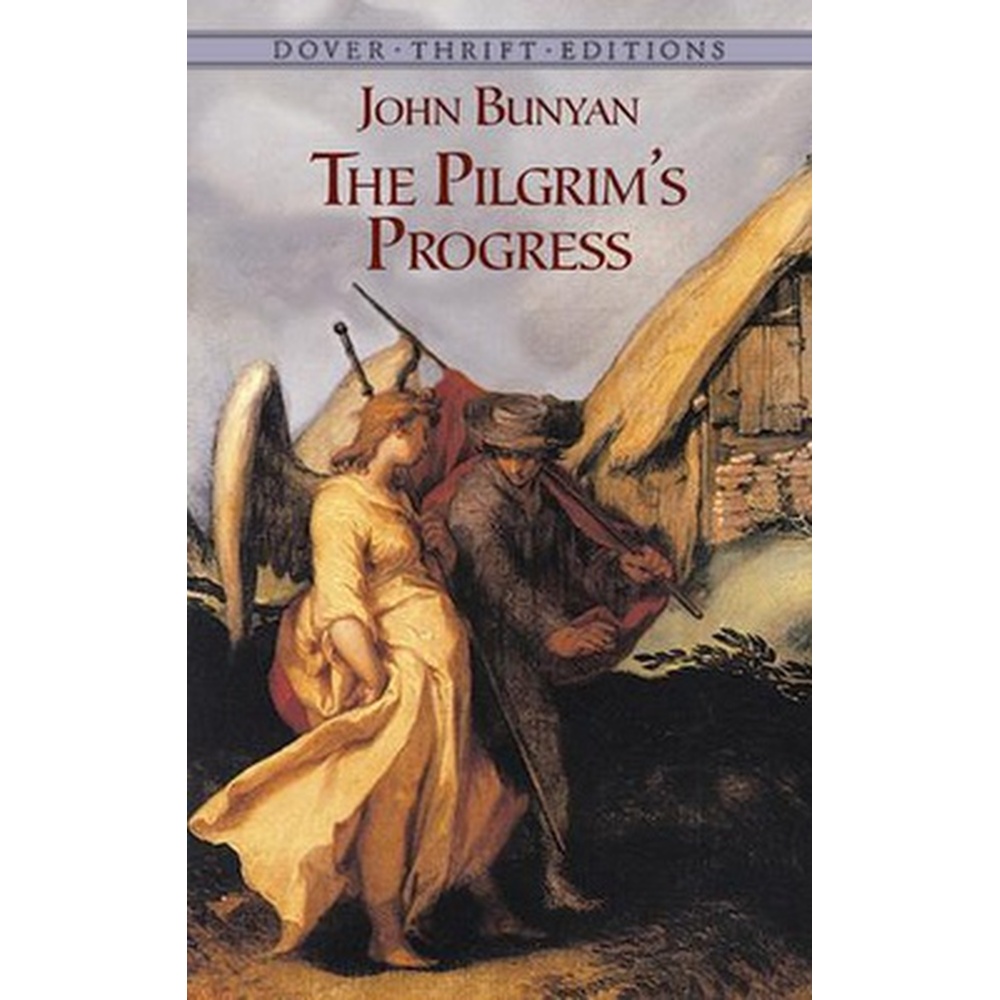 DOVER · THRIFT · EDITIONS
JOHN BUNYAN
THE PILGRIM'S
PROGRESS